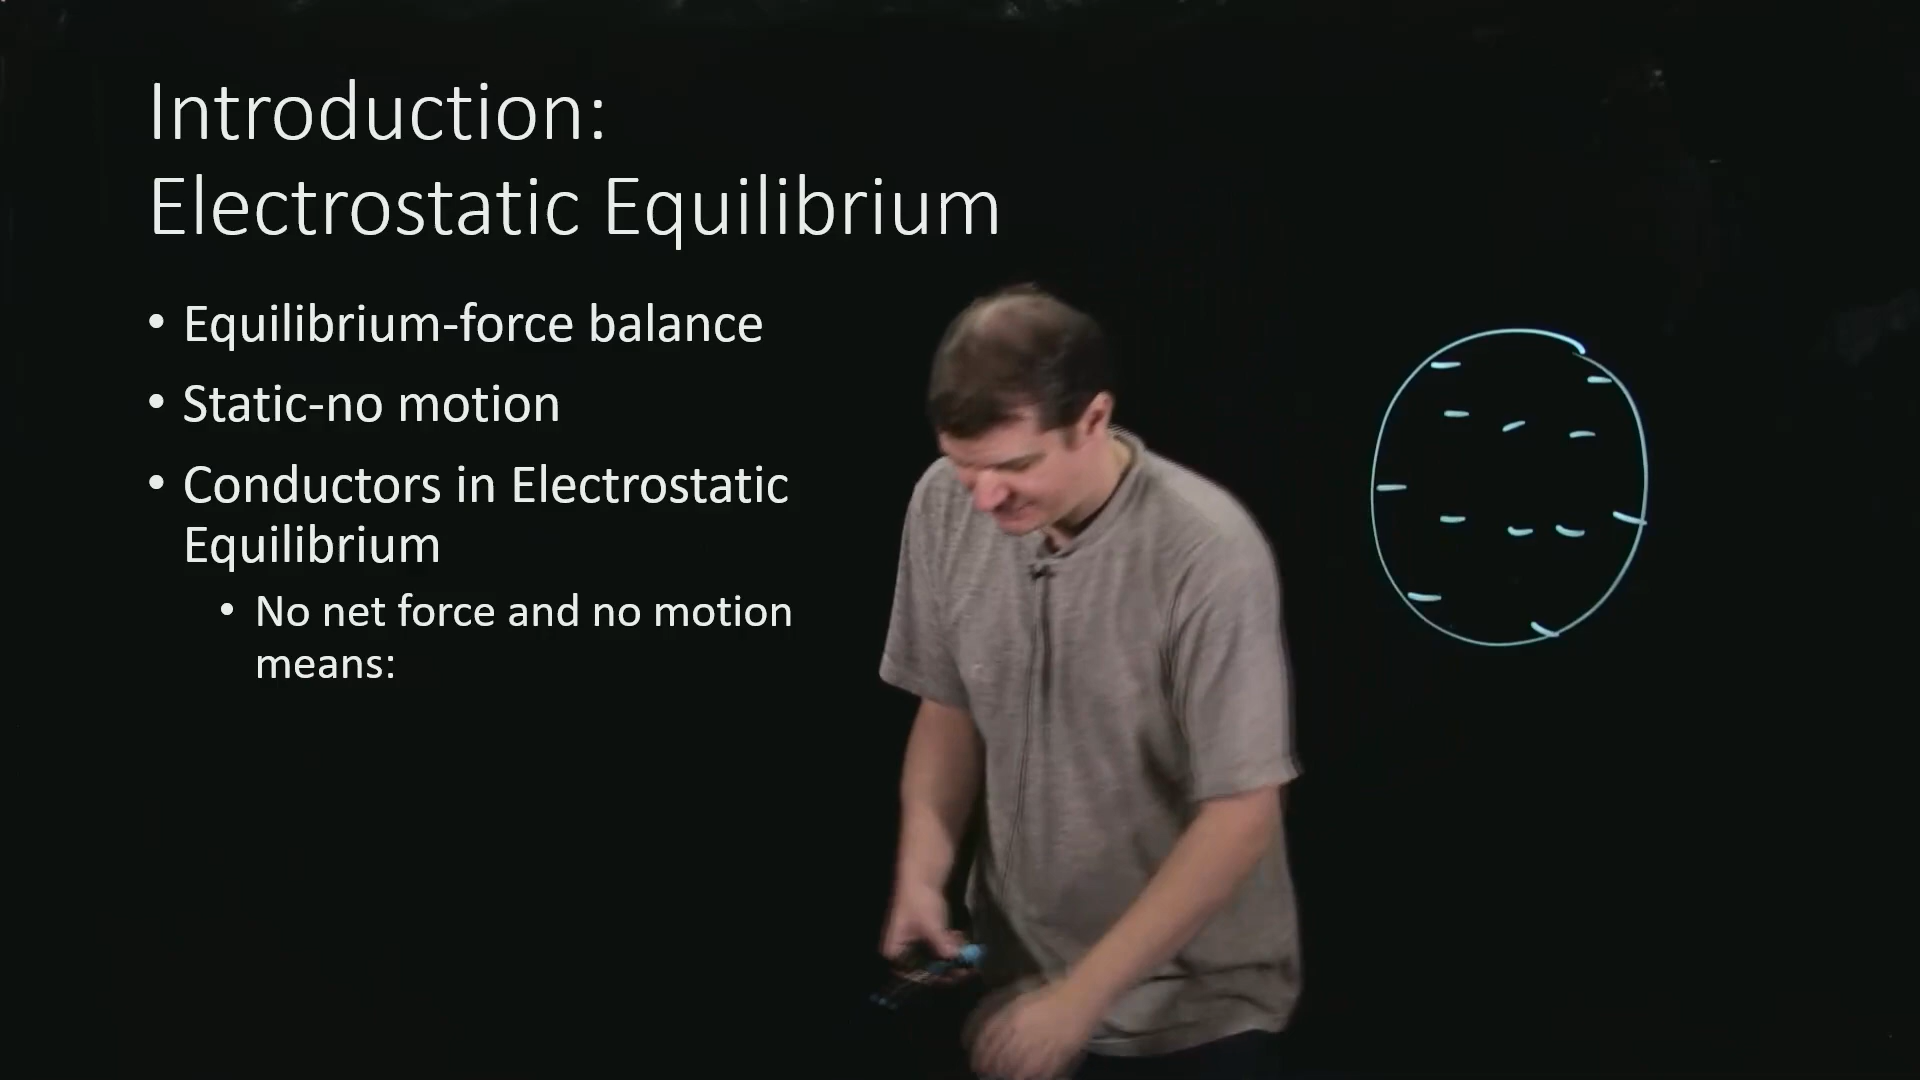 Introduction:
Electrostatic Equilibrium
• Equilibrium-force balance
• Static-no motion
• Conductors in Electrostatic
Equilibrium
• No net force and no motion
means: